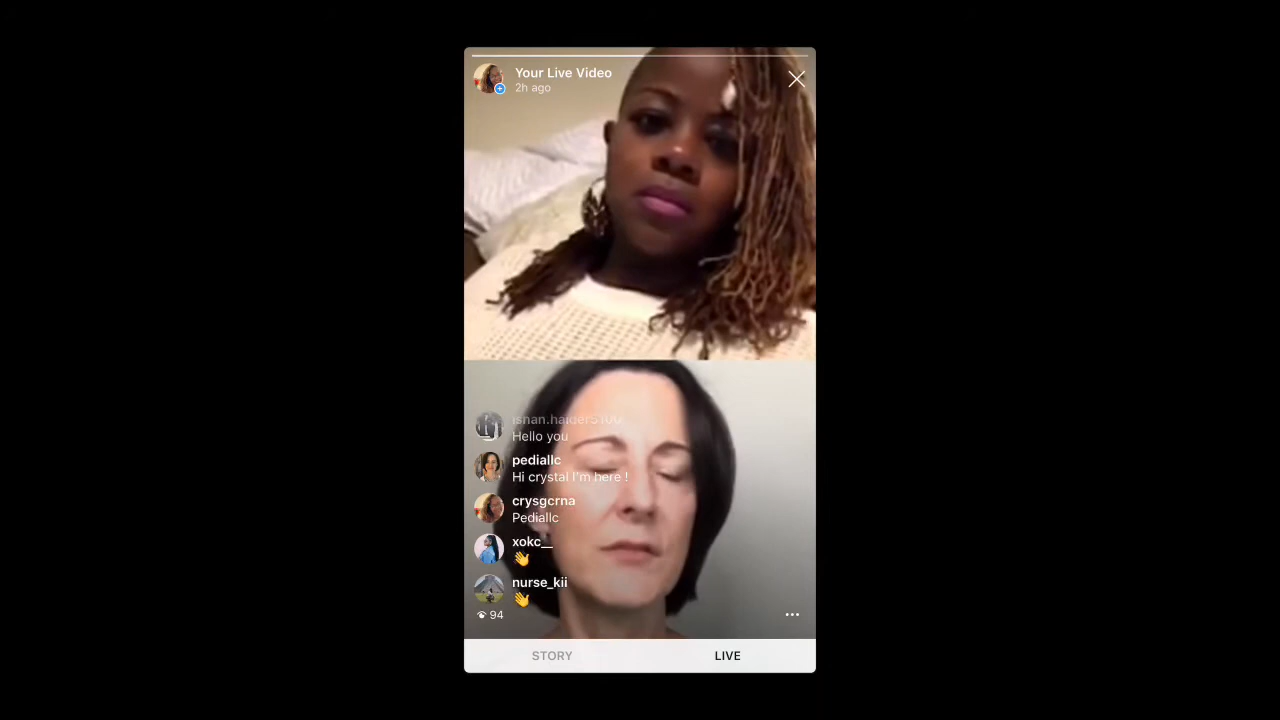 Your Live Video
2h ago
Hello you
pediallc
Hi crystal I'm here !
crysgcrna
Pediallc
xokc__
👋
nurse_kii
👋
94
STORY
LIVE